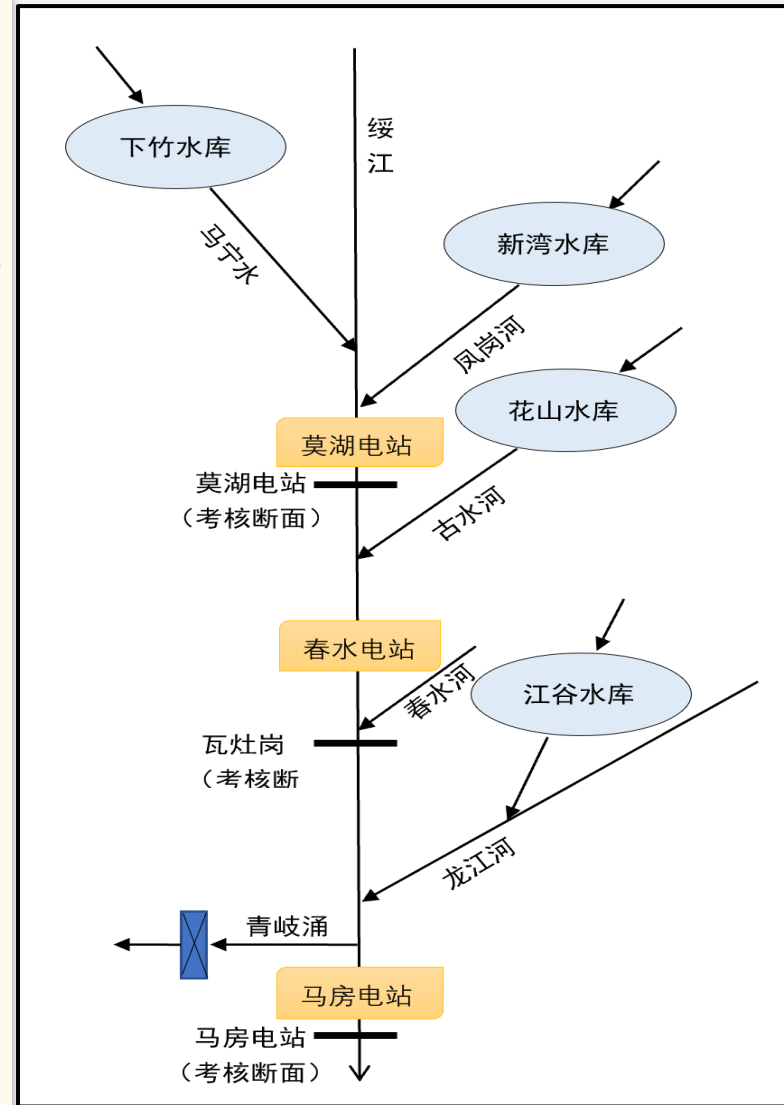 下竹水库
绥
江
马宁水
新湾水库
凤岗河
花山水库
莫湖电站
莫湖电站
（考核断面）
古水河
春水电站
春水河
江谷水库
瓦灶岗
（考核断
龙江河
青岐涌
马房电站
马房电站
（考核断面）